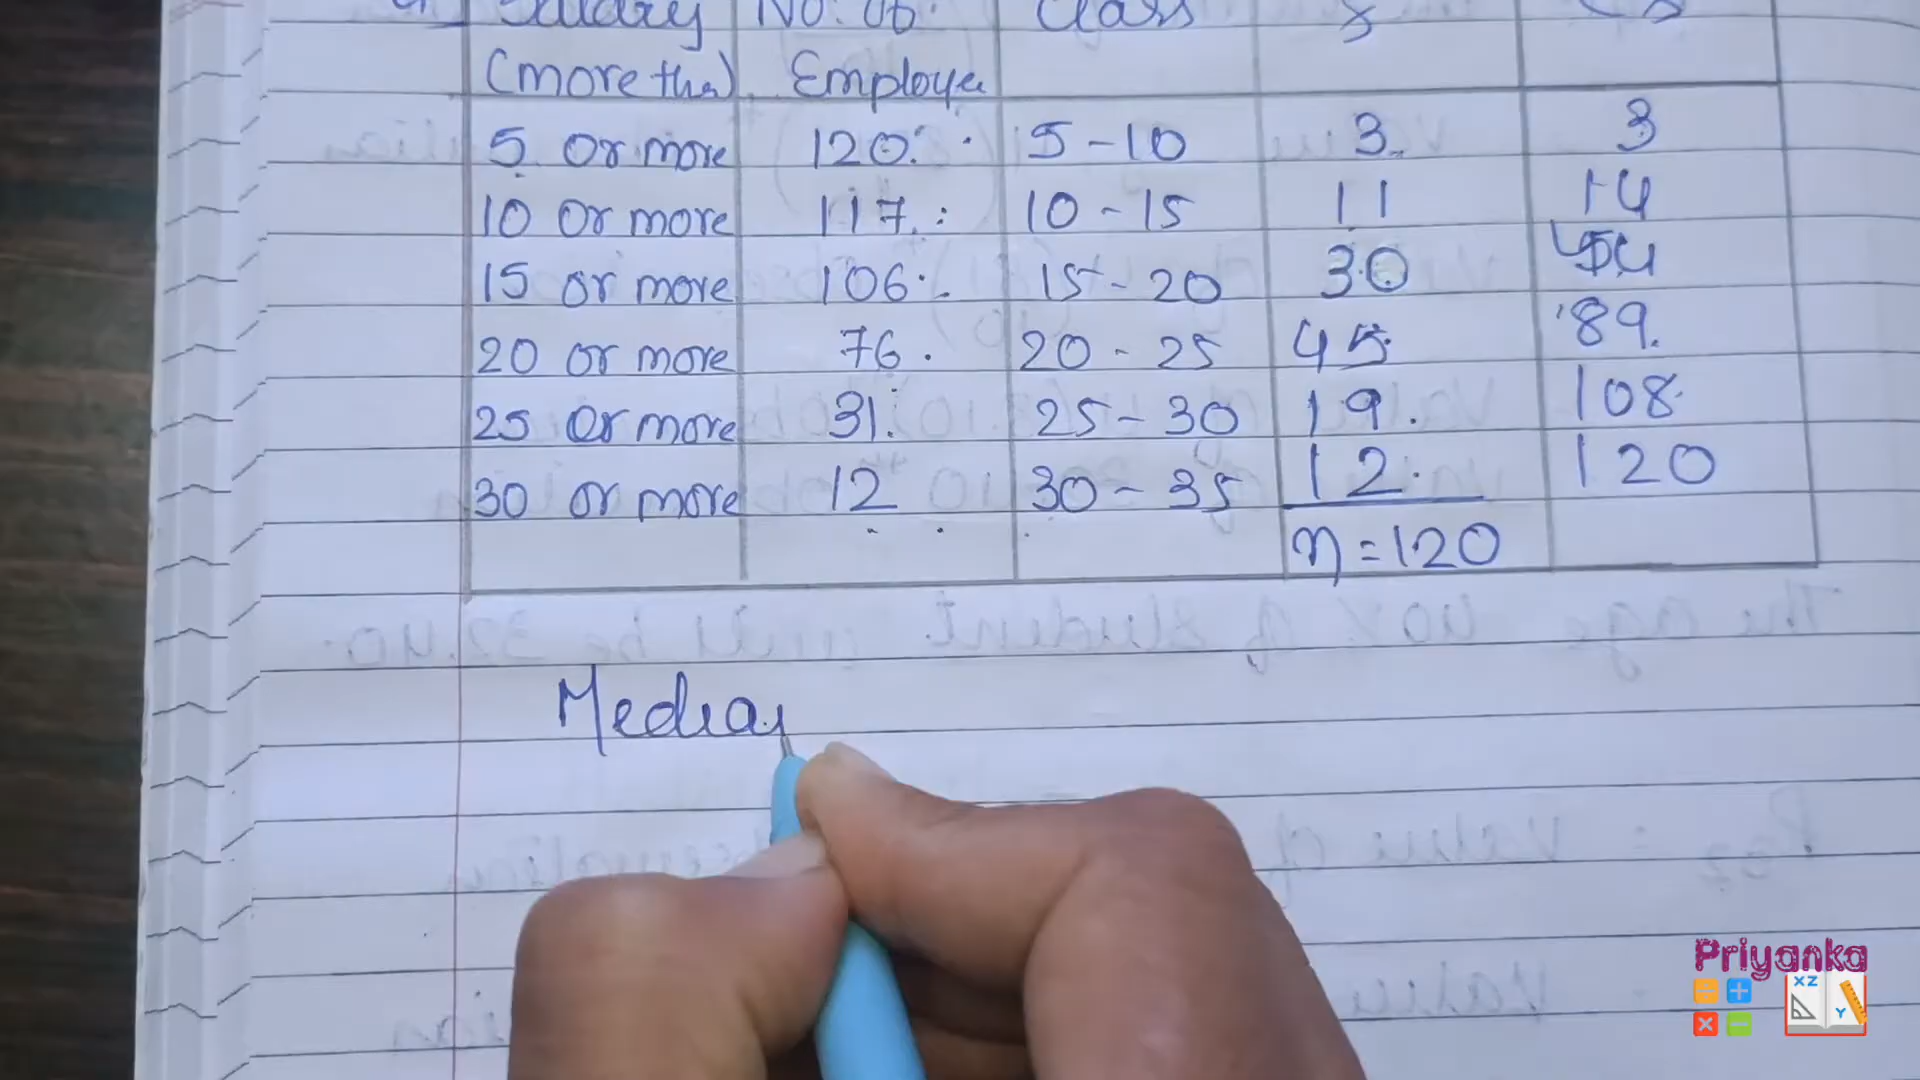 Salary No. of Class
(more tha) Employee
5 or more 120 5-10 3 3
10 or more 117 10-15 11 14
15 or more 106 15-20 30 44
20 or more 76 20-25 45 89
25 or more 31 25-30 19 108
30 or more 12 30-35 12 120
n = 120
Median
Priyanka
XZ
Y